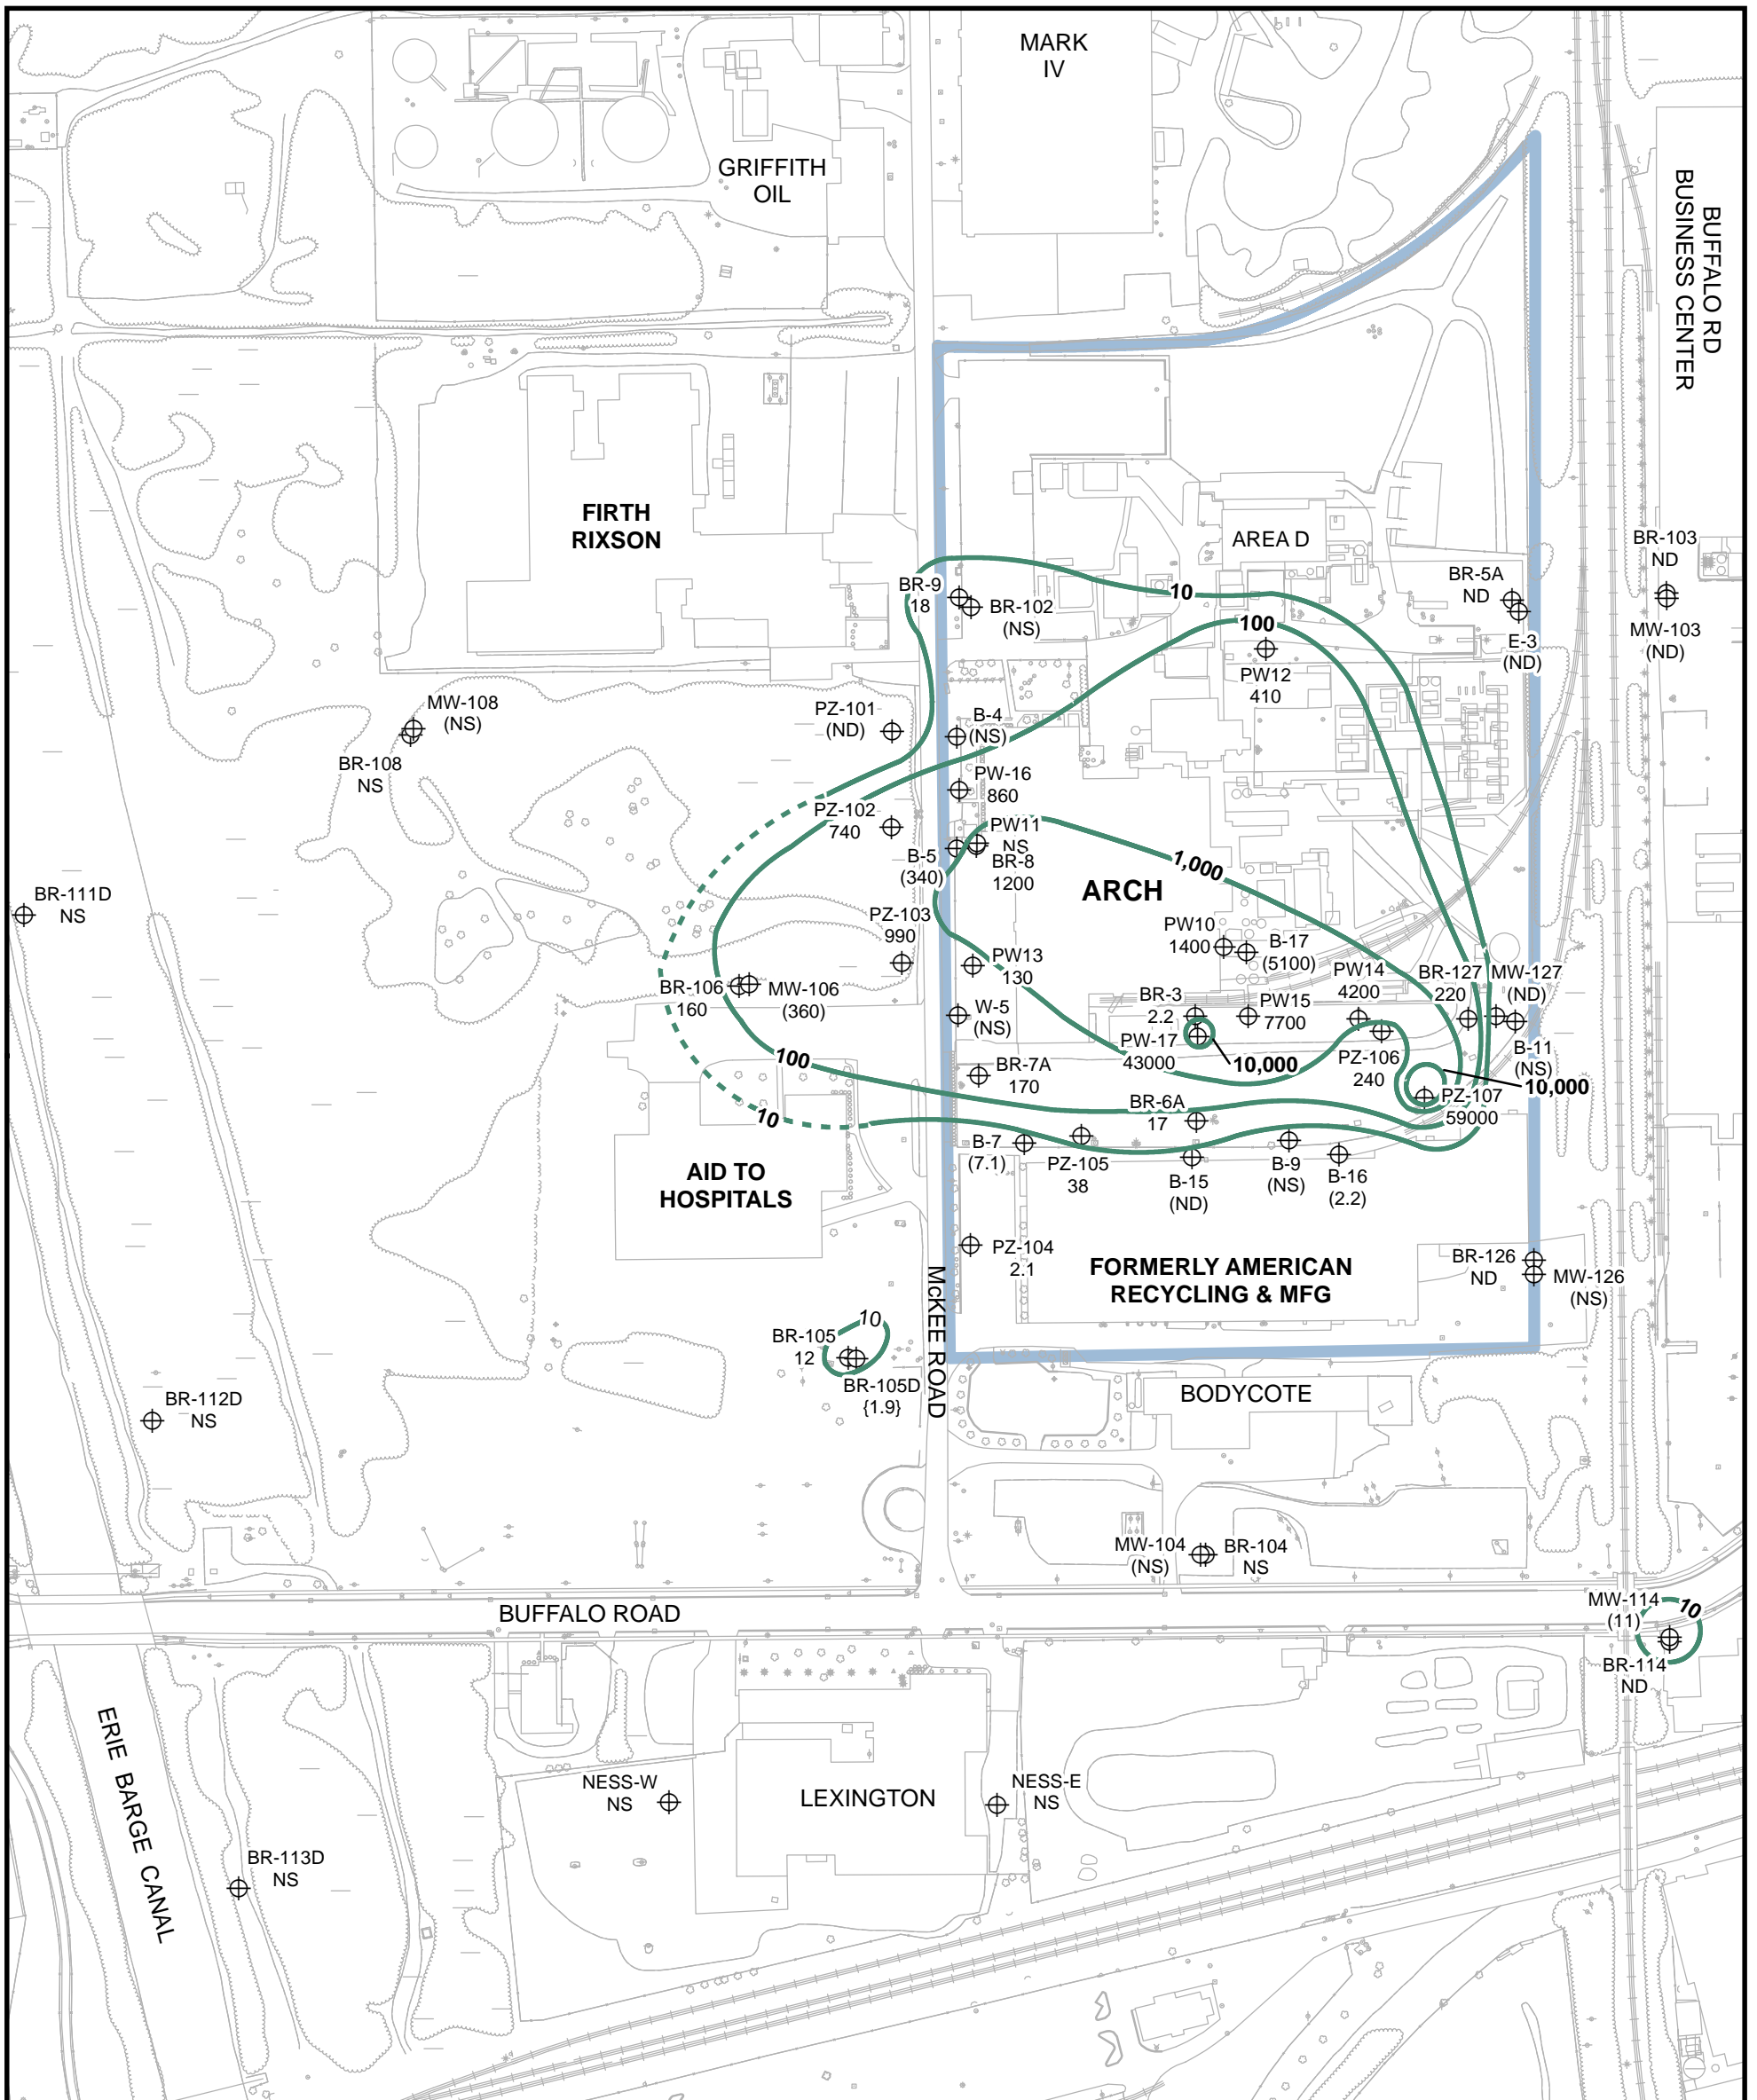 MARK
IV
GRIFFITH
OIL
BUFFALO RD
BUSINESS CENTER
FIRTH
RIXSON
AREA D
BR-103
ND
MW-103
(ND)
BR-5A
ND
E-3
(ND)
BR-9
18
BR-102
(NS)
10
100
PW12
410
MW-108
(NS)
BR-108
NS
PZ-101
(ND)
B-4
(NS)
PW-16
860
PZ-102
740
PW11
NS
B-5
(340)
BR-8
1200
1,000
ARCH
BR-111D
NS
PZ-103
990
PW10
1400
B-17
(5100)
PW13
130
PW14
4200
BR-127
220
MW-127
(ND)
BR-106
160
MW-106
(360)
BR-3
2.2
PW15
7700
W-5
(NS)
PW-17
43000
10,000
PZ-106
240
B-11
(NS)
10,000
100
BR-7A
170
PZ-107
59000
BR-6A
17
10
B-7
(7.1)
PZ-105
38
B-15
(ND)
B-9
(NS)
B-16
(2.2)
AID TO
HOSPITALS
PZ-104
2.1
FORMERLY AMERICAN
RECYCLING & MFG
BR-126
ND
MW-126
(NS)
McKEE ROAD
10
BR-105
12
BR-105D
{1.9}
BODYCOTE
BR-112D
NS
MW-104
(NS)
BR-104
NS
BUFFALO ROAD
MW-114
(11)
10
BR-114
ND
ERIE BARGE CANAL
NESS-W
NS
LEXINGTON
NESS-E
NS
BR-113D
NS